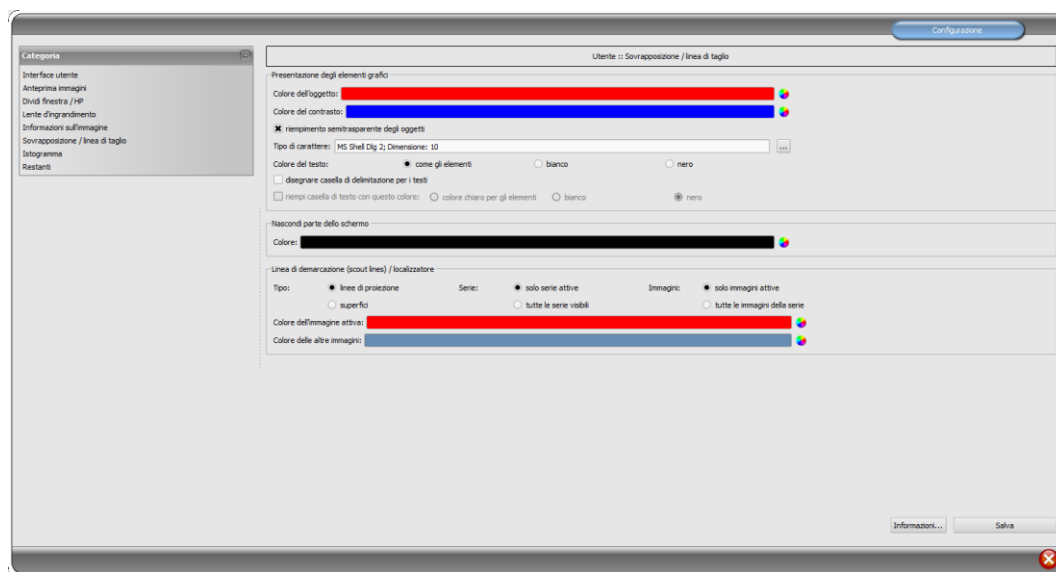 Configurazione
Categoria
Utente :: Sovrapposizione / linea di taglio
Interface utente
Anteprima immagini
Dividi finestra / HP
Lente d'ingrandimento
Informazioni sull'immagine
Sovrapposizione / linea di taglio
Istogramma
Restanti
Presentazione degli elementi grafici
Colore dell'oggetto:
Colore del contrasto:
riempimento semitrasparente degli oggetti
Tipo di carattere: MS Shell Dlg 2; Dimensione: 10 ...
Colore del testo: come gli elementi bianco nero
disegnare casella di delimitazione per i testi
riempi casella di testo con questo colore: colore chiaro per gli elementi bianco nero
Nascondi parte dello schermo
Colore:
Linea di demarcazione (scout lines) / localizzatore
Tipo: linee di proiezione Serie: solo serie attive Immagini: solo immagini attive
superfici tutte le serie visibili tutte le immagini della serie
Colore dell'immagine attiva:
Colore delle altre immagini:
Informazioni... Salva